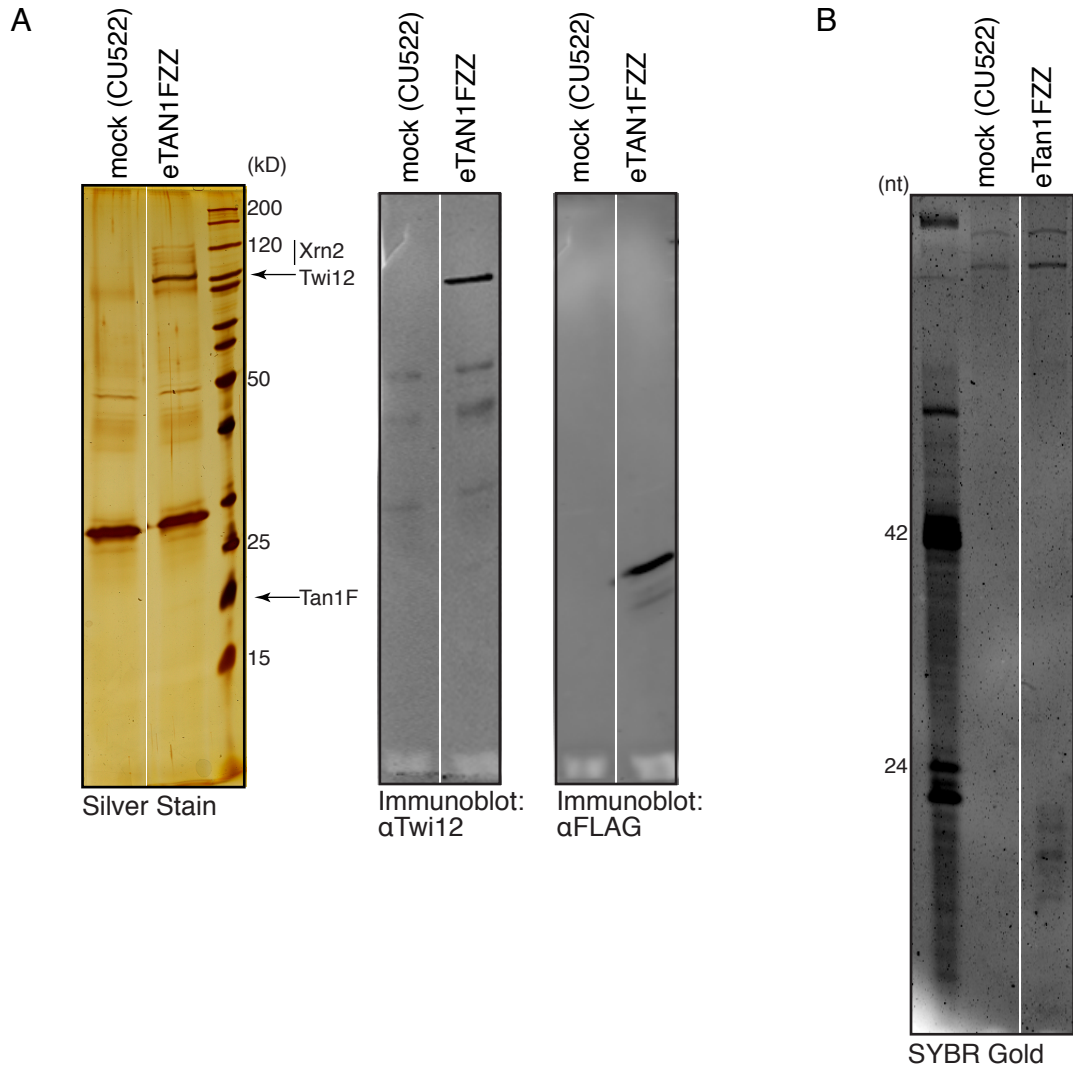 A
mock (CU522)
eTAN1FZZ
(kD)
200
120
Xrn2
Twi12
50
25
Tan1F
15
Silver Stain
mock (CU522)
eTAN1FZZ
Immunoblot:
αTwi12
mock (CU522)
eTAN1FZZ
Immunoblot:
αFLAG
B
(nt)
mock (CU522)
eTan1FZZ
42
24
SYBR Gold